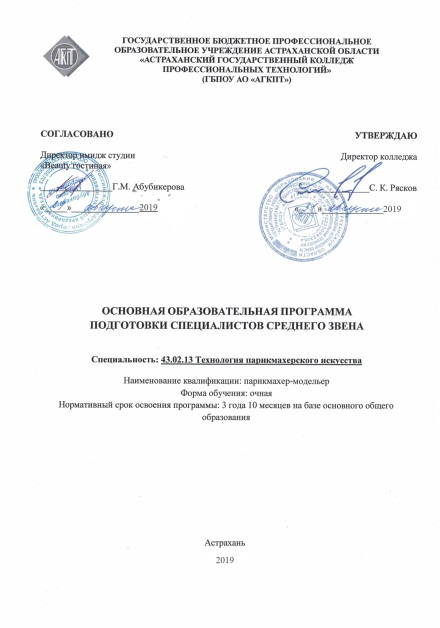 ГОСУДАРСТВЕННОЕ БЮДЖЕТНОЕ ПРОФЕССИОНАЛЬНОЕ
ОБРАЗОВАТЕЛЬНОЕ УЧРЕЖДЕНИЕ АСТРАХАНСКОЙ ОБЛАСТИ
«АСТРАХАНСКИЙ ГОСУДАРСТВЕННЫЙ КОЛЛЕДЖ
ПРОФЕССИОНАЛЬНЫХ ТЕХНОЛОГИЙ»
(ГБПОУ АО «АГКПТ»)
СОГЛАСОВАНО
УТВЕРЖДАЮ
Директор имидж студии
«Beauty гостиная»
Директор колледжа
Г.М. Абубикерова
С. К. Рясков
августа 2019
августа 2019
ОСНОВНАЯ ОБРАЗОВАТЕЛЬНАЯ ПРОГРАММА
ПОДГОТОВКИ СПЕЦИАЛИСТОВ СРЕДНЕГО ЗВЕНА
Специальность: 43.02.13 Технология парикмахерского искусства
Наименование квалификации: парикмахер-модельер
Форма обучения: очная
Нормативный срок освоения программы: 3 года 10 месяцев на базе основного общего
образования
Астрахань
2019